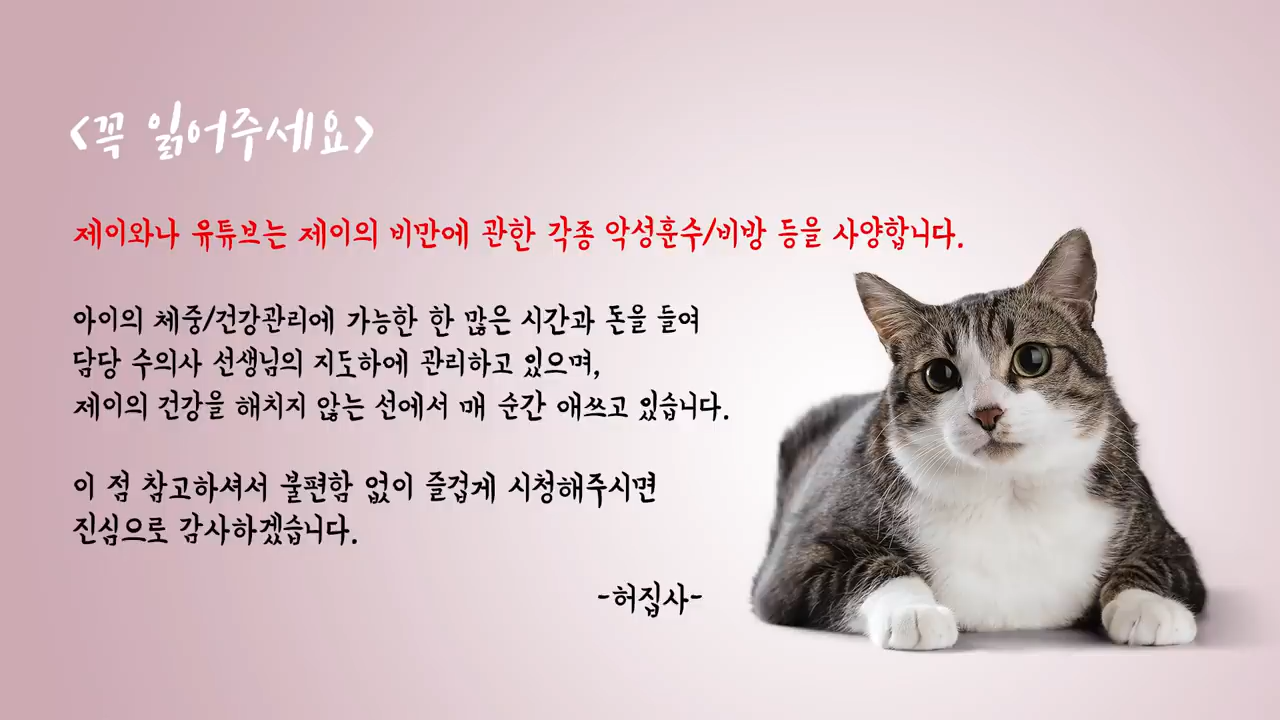 <꼭 읽어주세요>
제이와나 유튜브는 제이의 비만에 관한 각종 악성훈수/비방 등을 사양합니다.
아이의 체중/건강관리에 가능한 한 많은 시간과 돈을 들여
담당 수의사 선생님의 지도하에 관리하고 있으며,
제이의 건강을 해치지 않는 선에서 매 순간 애쓰고 있습니다.
이 점 참고하셔서 불편함 없이 즐겁게 시청해주시면
진심으로 감사하겠습니다.
-허집사-